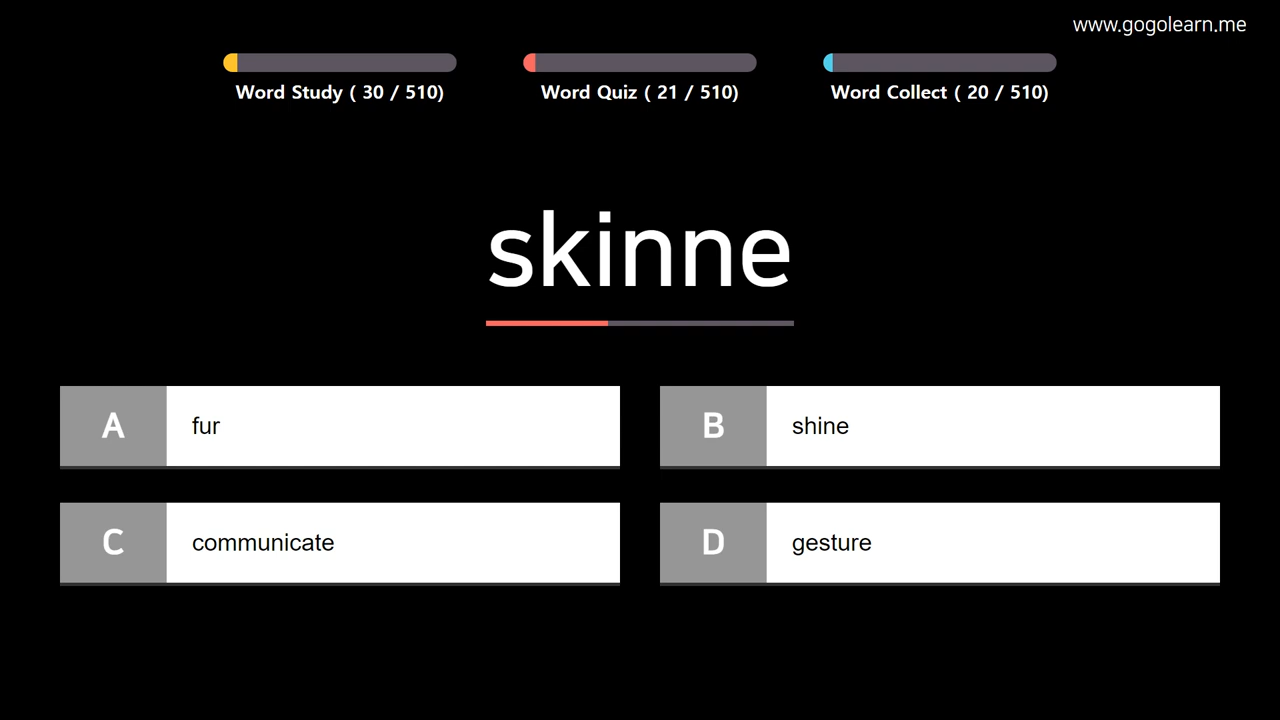 www.gogolearn.me
Word Study ( 30 / 510)
Word Quiz ( 21 / 510)
Word Collect ( 20 / 510)
skinne
A fur
B shine
C communicate
D gesture